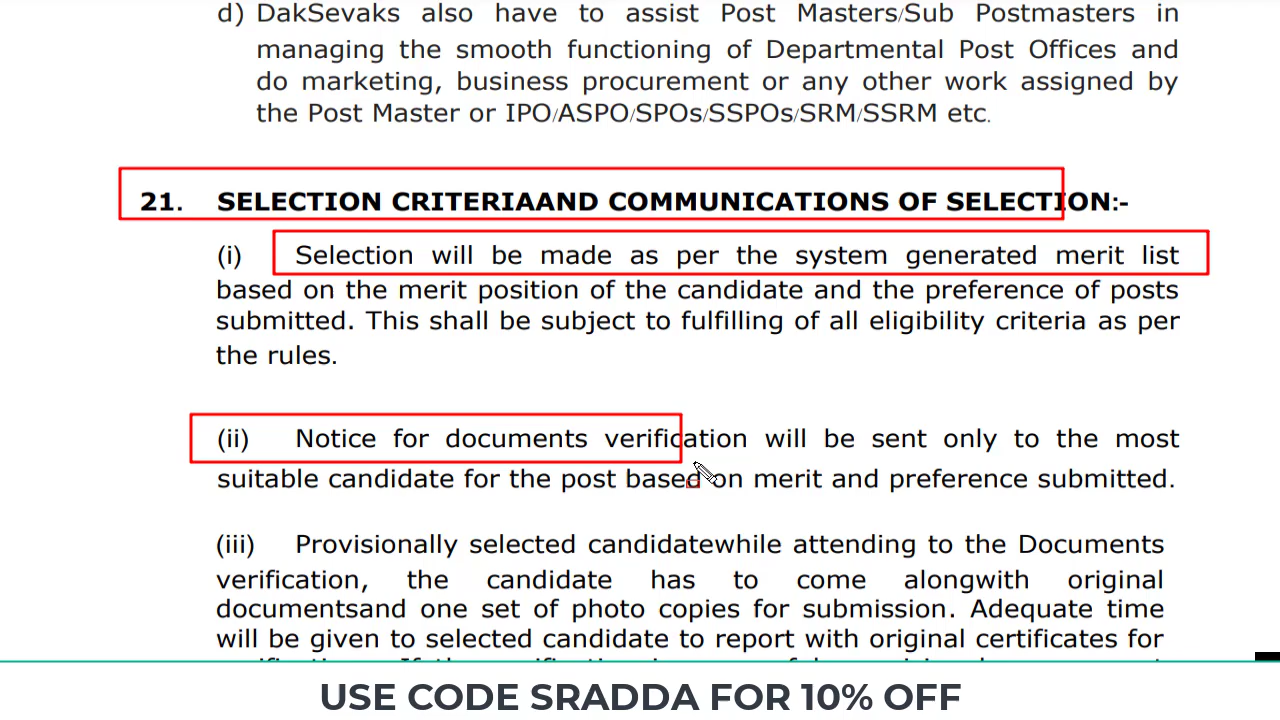 d) DakSevaks also have to assist Post Masters/Sub Postmasters in
managing the smooth functioning of Departmental Post Offices and
do marketing, business procurement or any other work assigned by
the Post Master or IPO/ASPO/SPOs/SSPOs/SRM/SSRM etc.
21. SELECTION CRITERIAAND COMMUNICATIONS OF SELECTION:-
(i) Selection will be made as per the system generated merit list
based on the merit position of the candidate and the preference of posts
submitted. This shall be subject to fulfilling of all eligibility criteria as per
the rules.
(ii) Notice for documents verification will be sent only to the most
suitable candidate for the post based on merit and preference submitted.
(iii) Provisionally selected candidatewhile attending to the Documents
verification, the candidate has to come alongwith original
documentsand one set of photo copies for submission. Adequate time
will be given to selected candidate to report with original certificates for
USE CODE SRADDA FOR 10% OFF